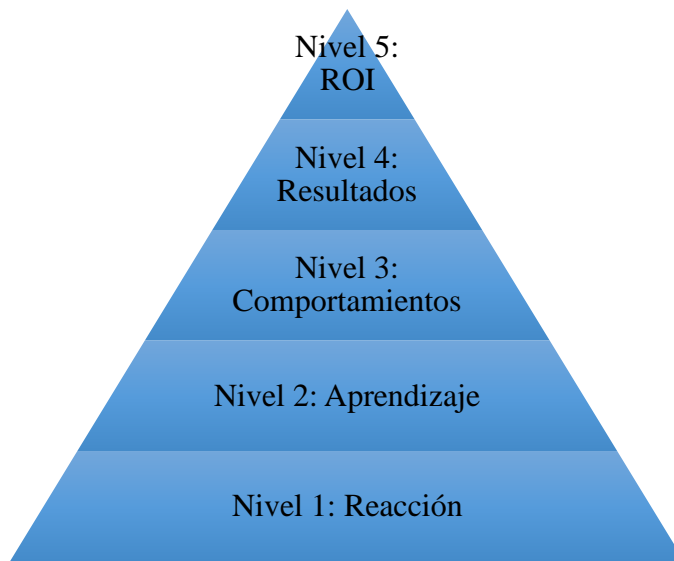 Nivel 5:
ROI
Nivel 4:
Resultados
Nivel 3:
Comportamientos
Nivel 2: Aprendizaje
Nivel 1: Reacción